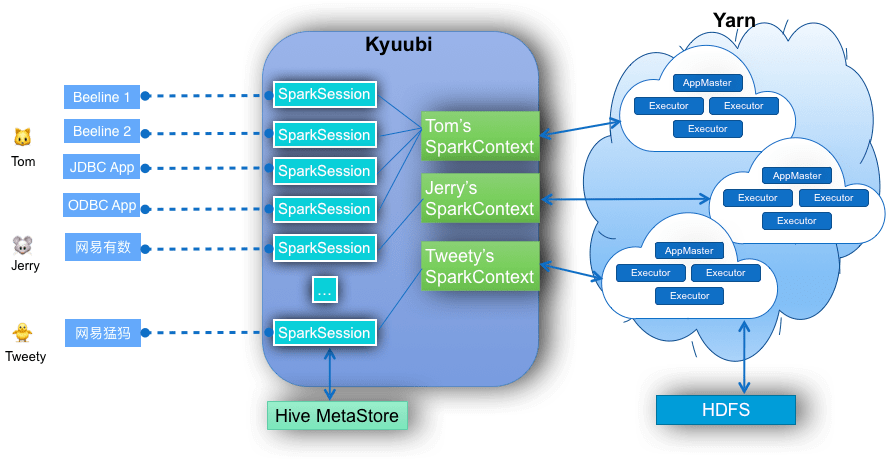 Kyuubi
Yarn
Beeline 1
Beeline 2
JDBC App
ODBC App
网易有数
网易猛犸
Tom
Jerry
Tweety
SparkSession
SparkSession
SparkSession
SparkSession
SparkSession
...
SparkSession
Tom's
SparkContext
Jerry's
SparkContext
Tweety's
SparkContext
AppMaster
Executor
Executor
Executor
AppMaster
Executor
Executor
Executor
AppMaster
Executor
Executor
Executor
Hive MetaStore
HDFS